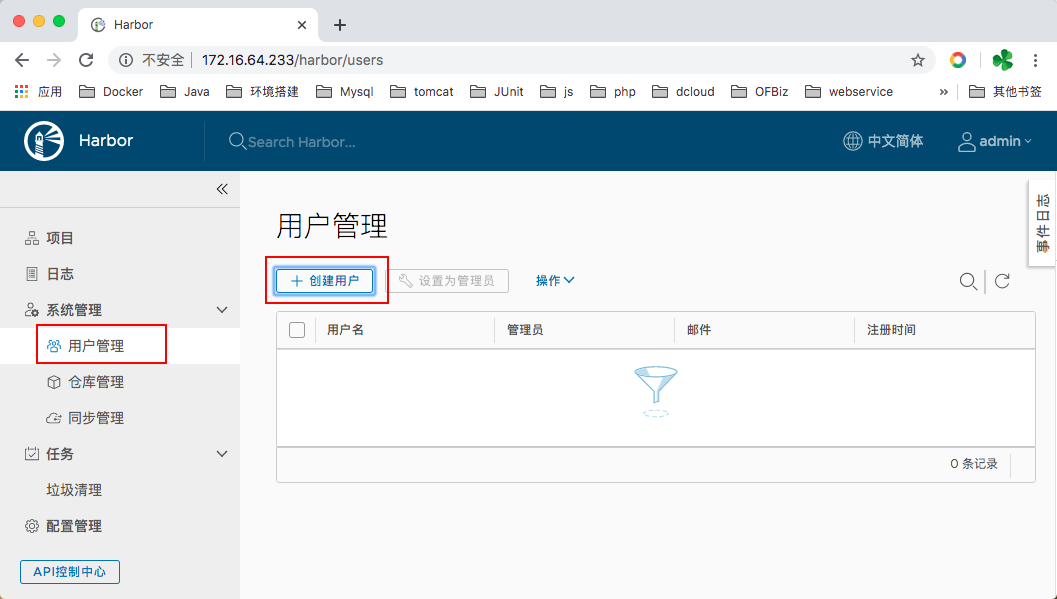 Harbor
不安全 172.16.64.233/harbor/users
应用 Docker Java 环境搭建 Mysql tomcat JUnit js php dcloud OFBiz webservice » 其他书签
Harbor Search Harbor... 中文简体 admin
用户管理
事件日志
项目
日志
系统管理
用户管理
仓库管理
同步管理
任务
垃圾清理
配置管理
API控制中心
创建用户 设置为管理员 操作
用户名 管理员 邮件 注册时间
0 条记录